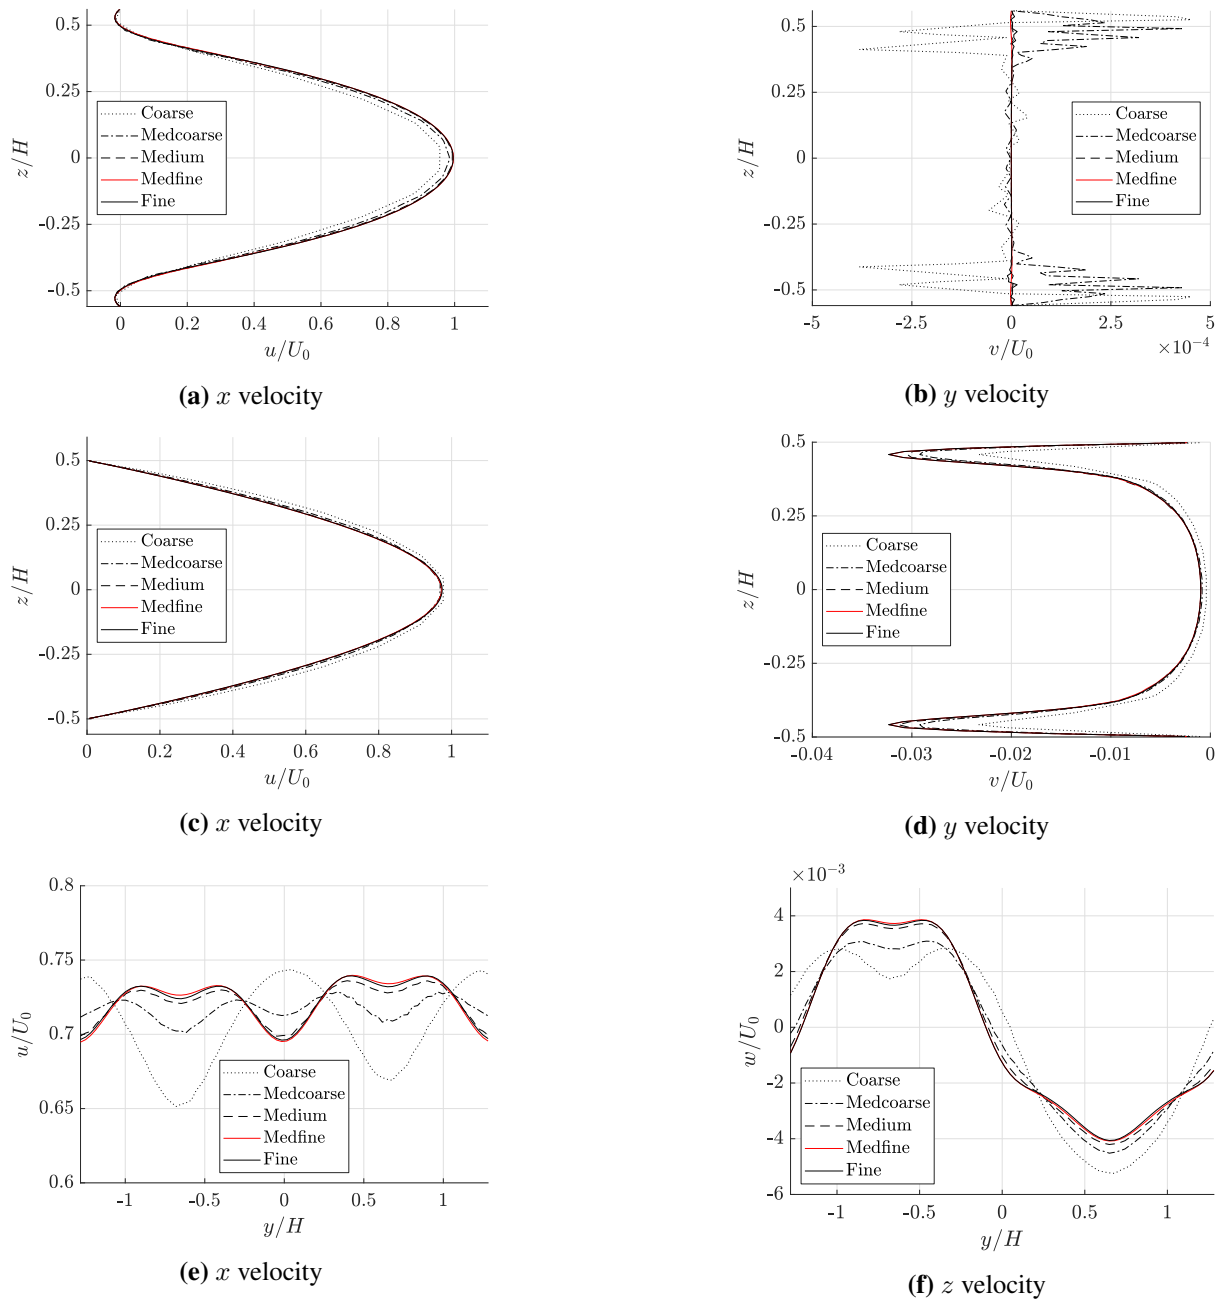 0.5
0.25
0
-0.25
-0.5
z/H
Coarse
Medcoarse
Medium
Medfine
Fine
0 0.2 0.4 0.6 0.8 1
u/U₀
(a) x velocity
0.5
0.25
0
-0.25
-0.5
z/H
Coarse
Medcoarse
Medium
Medfine
Fine
-5 -2.5 0 2.5 5
v/U₀ ×10⁻⁴
(b) y velocity
0.5
0.25
0
-0.25
-0.5
z/H
Coarse
Medcoarse
Medium
Medfine
Fine
0 0.2 0.4 0.6 0.8 1
u/U₀
(c) x velocity
0.5
0.25
0
-0.25
-0.5
z/H
Coarse
Medcoarse
Medium
Medfine
Fine
-0.04 -0.03 -0.02 -0.01 0
v/U₀
(d) y velocity
0.8
0.75
0.7
0.65
0.6
u/U₀
Coarse
Medcoarse
Medium
Medfine
Fine
-1 -0.5 0 0.5 1
y/H
(e) x velocity
×10⁻³
4
2
0
-2
-4
-6
w/U₀
Coarse
Medcoarse
Medium
Medfine
Fine
-1 -0.5 0 0.5 1
y/H
(f) z velocity